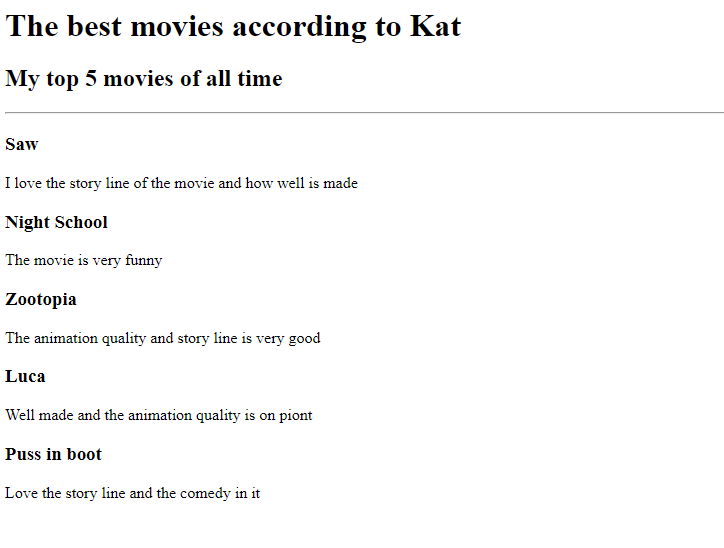 The best movies according to Kat
My top 5 movies of all time
Saw
I love the story line of the movie and how well is made
Night School
The movie is very funny
Zootopia
The animation quality and story line is very good
Luca
Well made and the animation quality is on piont
Puss in boot
Love the story line and the comedy in it